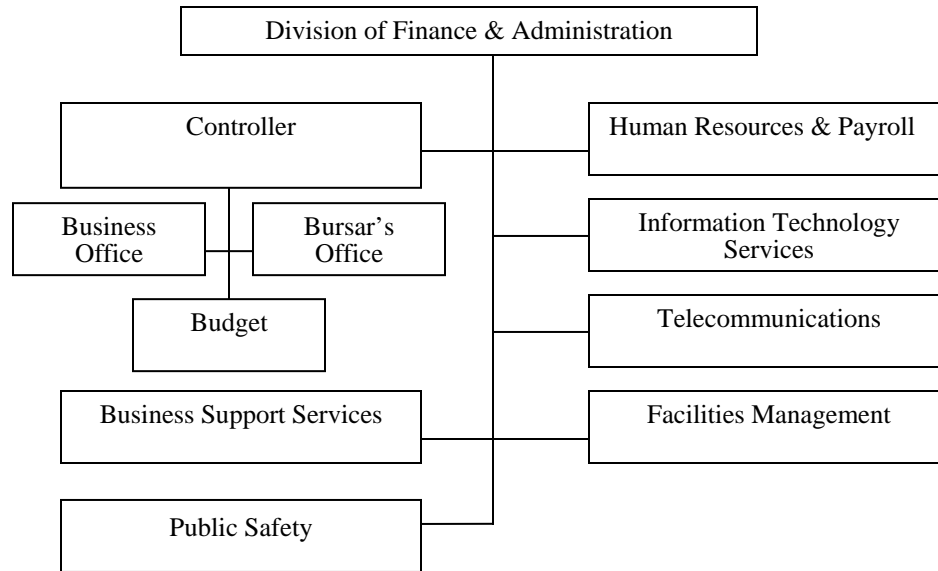 Division of Finance & Administration
Controller
Human Resources & Payroll
Business
Office
Bursar’s
Office
Information Technology
Services
Budget
Telecommunications
Business Support Services
Facilities Management
Public Safety